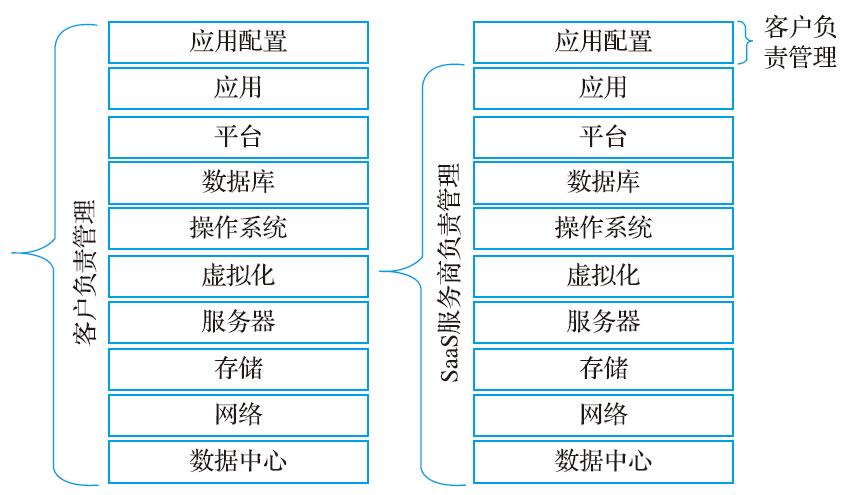 客户负责管理
应用配置
应用
平台
数据库
操作系统
虚拟化
服务器
存储
网络
数据中心
SaaS服务商负责管理
应用配置
应用
平台
数据库
操作系统
虚拟化
服务器
存储
网络
数据中心
客户负
责管理